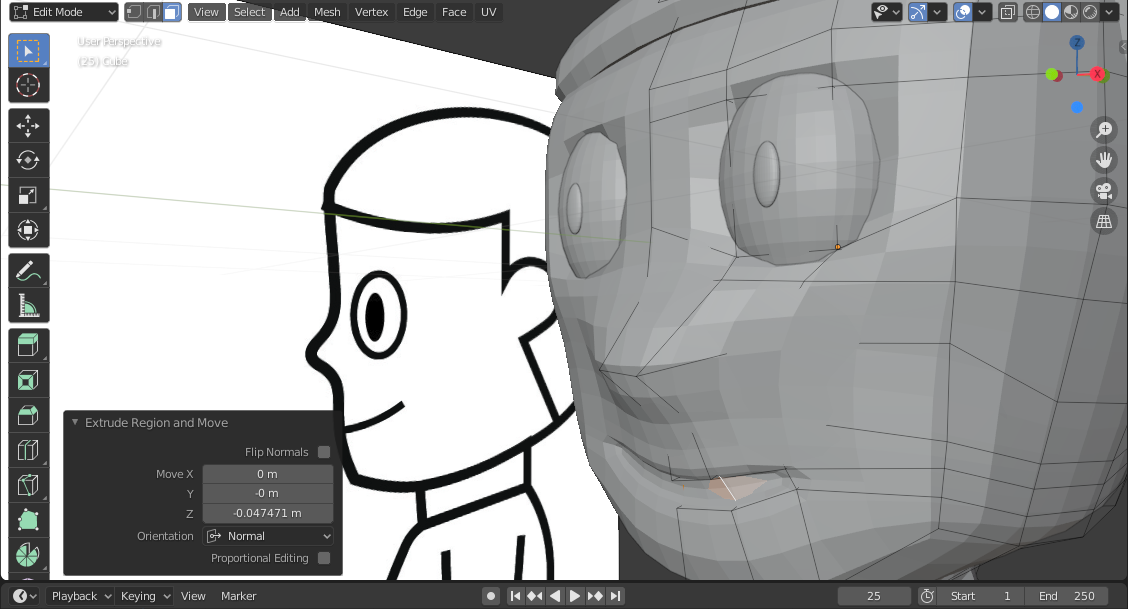 Edit Mode View Select Add Mesh Vertex Edge Face UV
User Perspective
(25) Cube
Z
X
Extrude Region and Move
Flip Normals
Move X 0 m
Y -0 m
Z -0.047471 m
Orientation Normal
Proportional Editing
Playback Keying View Marker 25 Start 1 End 250